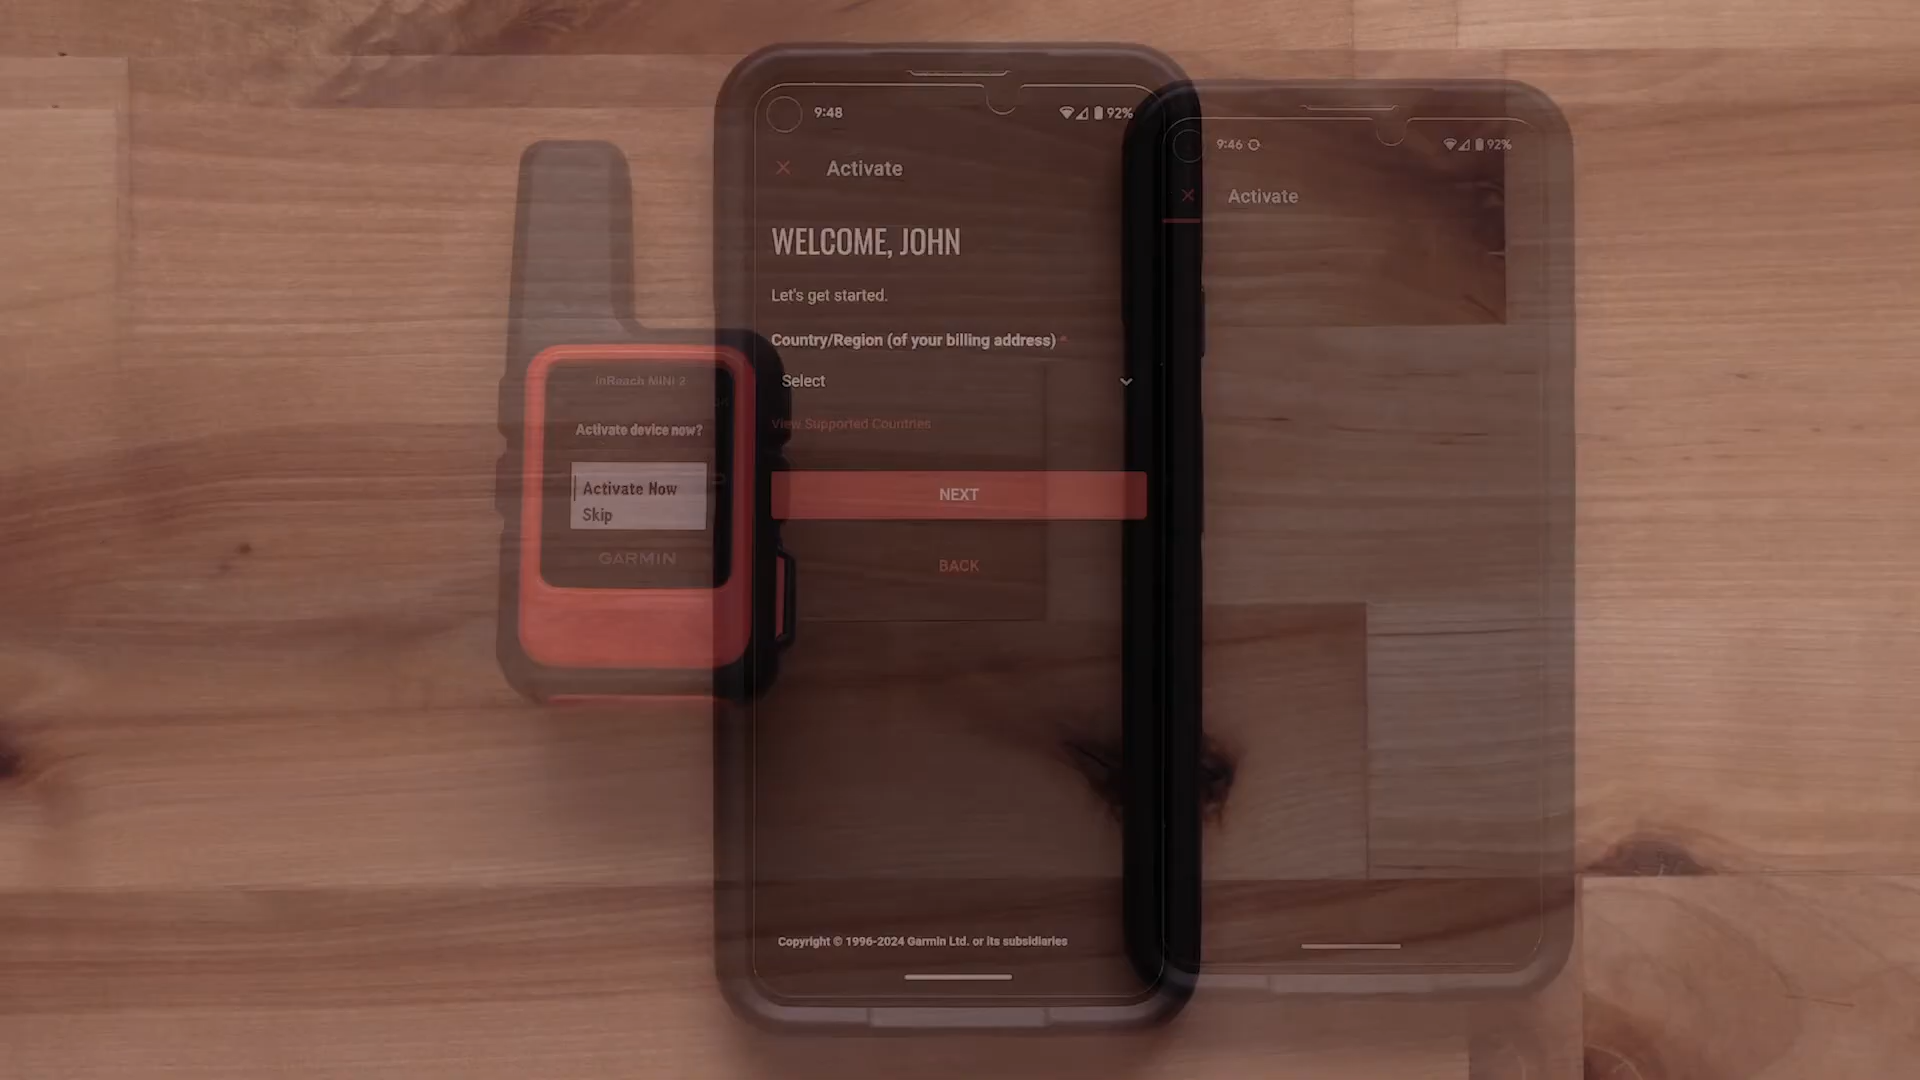 inReach MINI 2
Activate device now?
Activate Now
Skip
GARMIN
9:48
92%
Activate
WELCOME, JOHN
Let's get started.
Country/Region (of your billing address) *
Select
View Supported Countries
NEXT
BACK
Copyright © 1996-2024 Garmin Ltd. or its subsidiaries
9:46
92%
Activate